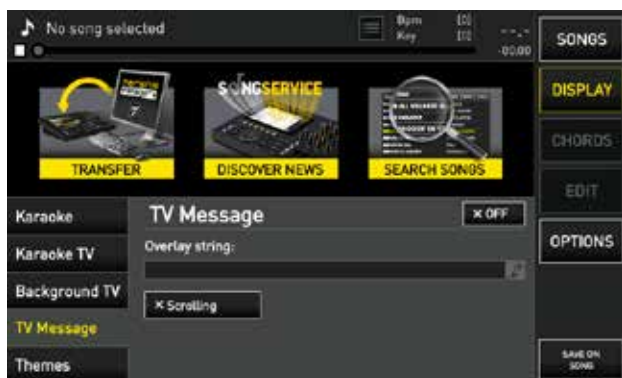 No song selected
Bpm [0]
Key [0]
--.-
-00.00
SONGS
DISPLAY
CHORDS
EDIT
OPTIONS
SAVE ON
SONG
SONGSERVICE
TRANSFER
DISCOVER NEWS
SEARCH SONGS
Karaoke
Karaoke TV
Background TV
TV Message
Themes
TV Message
× OFF
Overlay string:
× Scrolling